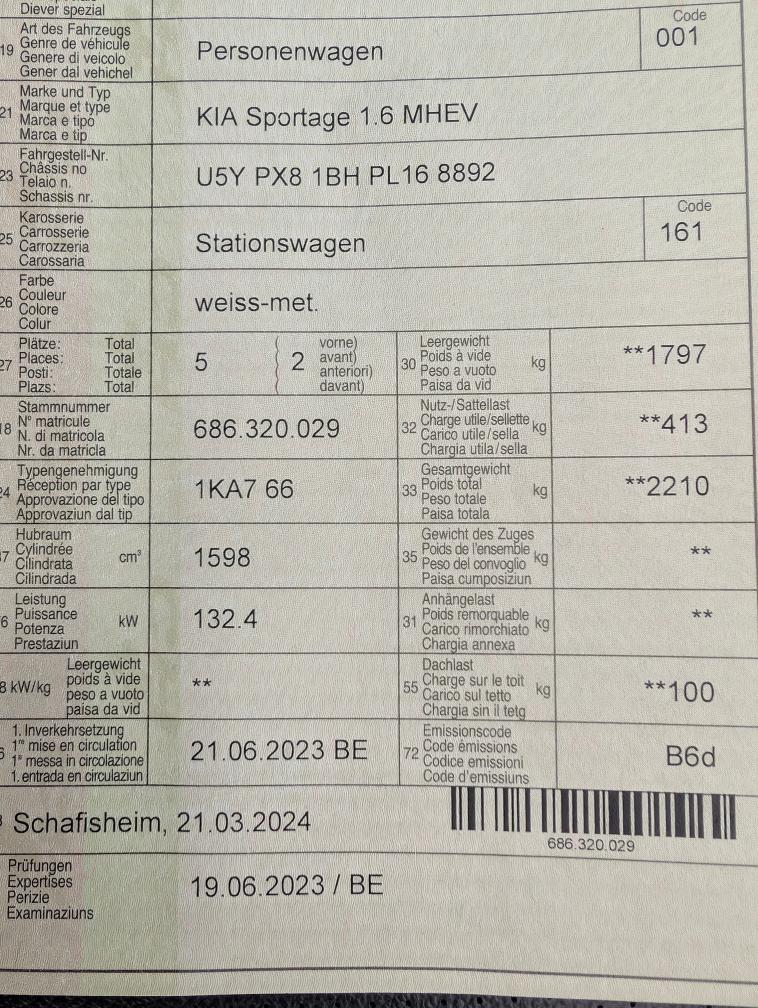 Diever spezial
19 Art des Fahrzeugs
Genre de véhicule
Genere di veicolo
Gener dal vehichel
Personenwagen
Code
001
21 Marke und Typ
Marque et type
Marca e tipo
Marca e tip
KIA Sportage 1.6 MHEV
23 Fahrgestell-Nr.
Châssis no
Telaio n.
Schassis nr.
U5Y PX8 1BH PL16 8892
25 Karosserie
Carrosserie
Carrozzeria
Carossaria
Stationswagen
Code
161
26 Farbe
Couleur
Colore
Colur
weiss-met.
27 Plätze: Total
Places: Total
Posti: Totale
Plazs: Total
5 ( 2 vorne)
( avant)
( anteriori)
( davant)
30 Leergewicht
Poids à vide
Peso a vuoto
Paisa da vid
kg
**1797
18 Stammnummer
N° matricule
N. di matricola
Nr. da matricla
686.320.029
32 Nutz-/Sattellast
Charge utile/sellette
Carico utile/sella
Chargia utila/sella
kg
**413
24 Typengenehmigung
Réception par type
Approvazione del tipo
Approvaziun dal tip
1KA7 66
33 Gesamtgewicht
Poids total
Peso totale
Paisa totala
kg
**2210
7 Hubraum
Cylindrée
Cilindrata
Cilindrada
cm³
1598
35 Gewicht des Zuges
Poids de l'ensemble
Peso del convoglio
Paisa cumposiziun
kg
**
6 Leistung
Puissance
Potenza
Prestaziun
kW
132.4
31 Anhängelast
Poids remorquable
Carico rimorchiato
Chargia annexa
kg
**
8 kW/kg Leergewicht
poids à vide
peso a vuoto
paisa da vid
**
55 Dachlast
Charge sur le toit
Carico sul tetto
Chargia sin il tetg
kg
**100
6 1. Inverkehrsetzung
1re mise en circulation
1a messa in circolazione
1. entrada en circulaziun
21.06.2023 BE
72 Emissionscode
Code émissions
Codice emissioni
Code d'emissiuns
B6d
Schafisheim, 21.03.2024
686.320.029
Prüfungen
Expertises
Perizie
Examinaziuns
19.06.2023 / BE